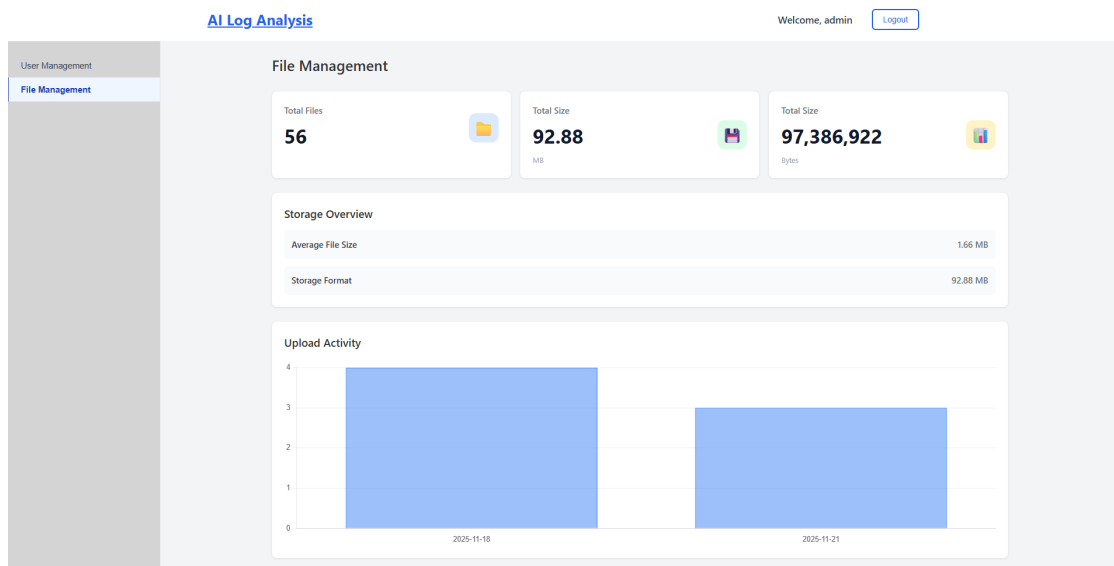 AI Log Analysis
Welcome, admin
Logout
User Management
File Management
File Management
Total Files
56
Total Size
92.88
MB
Total Size
97,386,922
Bytes
Storage Overview
Average File Size 1.66 MB
Storage Format 92.88 MB
Upload Activity
4
3
2
1
0
2025-11-18 2025-11-21